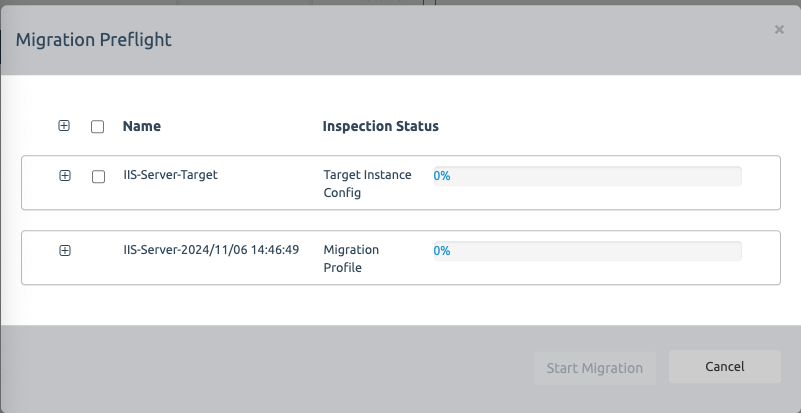 Migration Preflight
Name Inspection Status
IIS-Server-Target Target Instance Config 0%
IIS-Server-2024/11/06 14:46:49 Migration Profile 0%
Start Migration Cancel